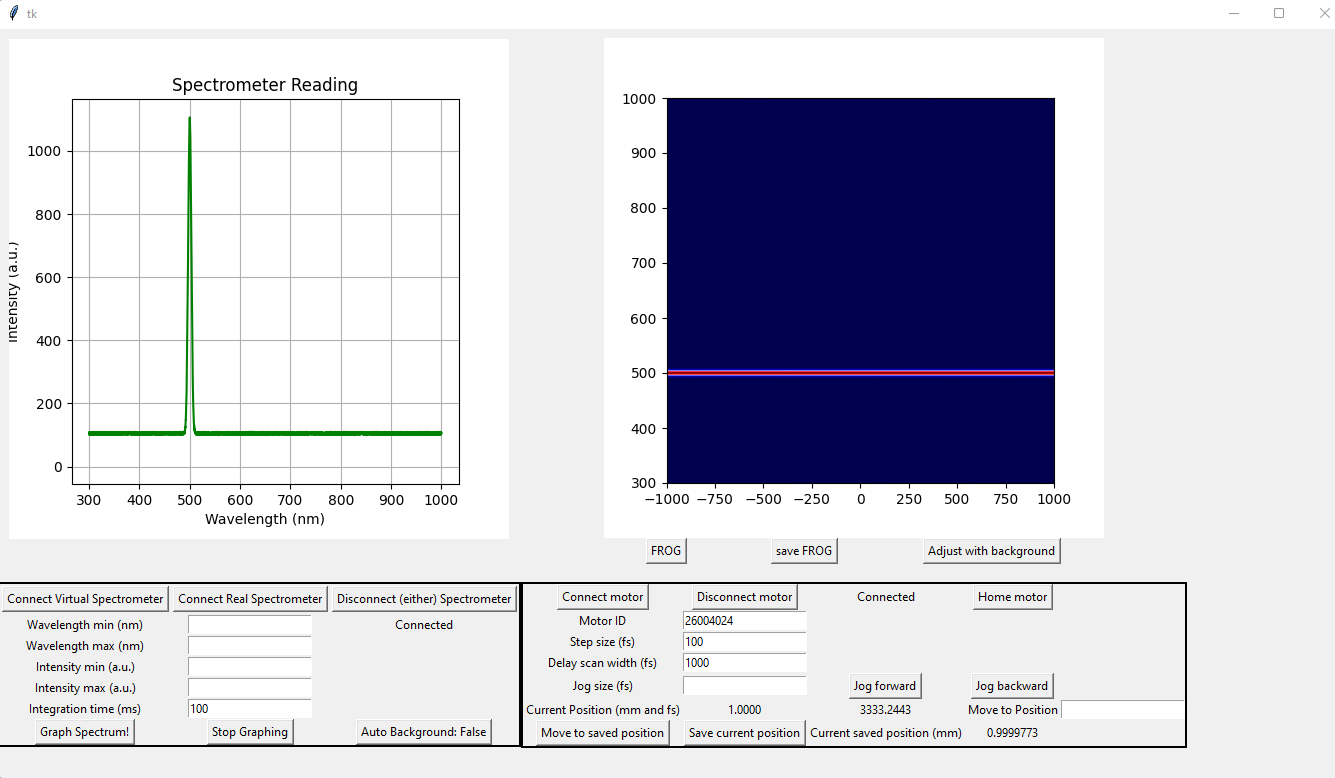 tk
Spectrometer Reading
1000
800
600
400
200
0
Intensity (a.u.)
300 400 500 600 700 800 900 1000
Wavelength (nm)
1000
900
800
700
600
500
400
300
−1000 −750 −500 −250 0 250 500 750 1000
FROG save FROG Adjust with background
Connect Virtual Spectrometer Connect Real Spectrometer Disconnect (either) Spectrometer
Wavelength min (nm) Connected
Wavelength max (nm)
Intensity min (a.u.)
Intensity max (a.u.)
Integration time (ms) 100
Graph Spectrum! Stop Graphing Auto Background: False
Connect motor Disconnect motor Connected Home motor
Motor ID 26004024
Step size (fs) 100
Delay scan width (fs) 1000
Jog size (fs) Jog forward Jog backward
Current Position (mm and fs) 1.0000 3333.2443 Move to Position
Move to saved position Save current position Current saved position (mm) 0.9999773